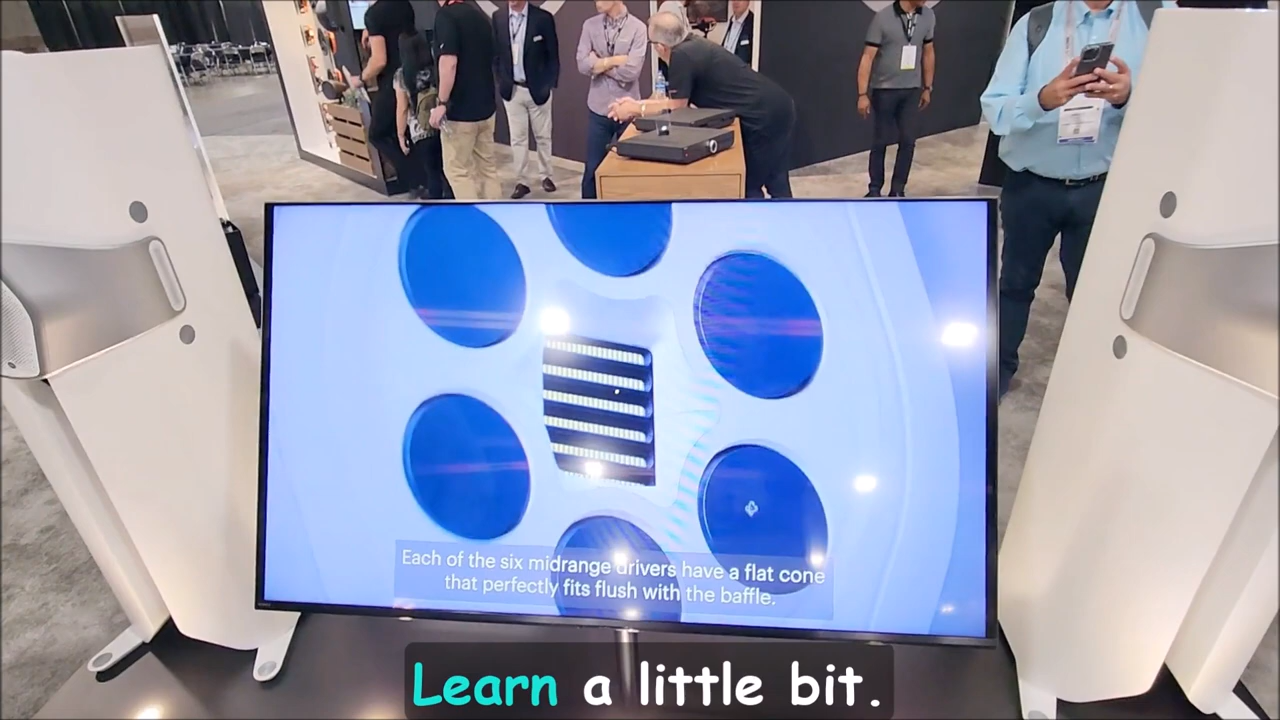 Each of the six midrange drivers have a flat cone
that perfectly fits flush with the baffle.
Learn a little bit.